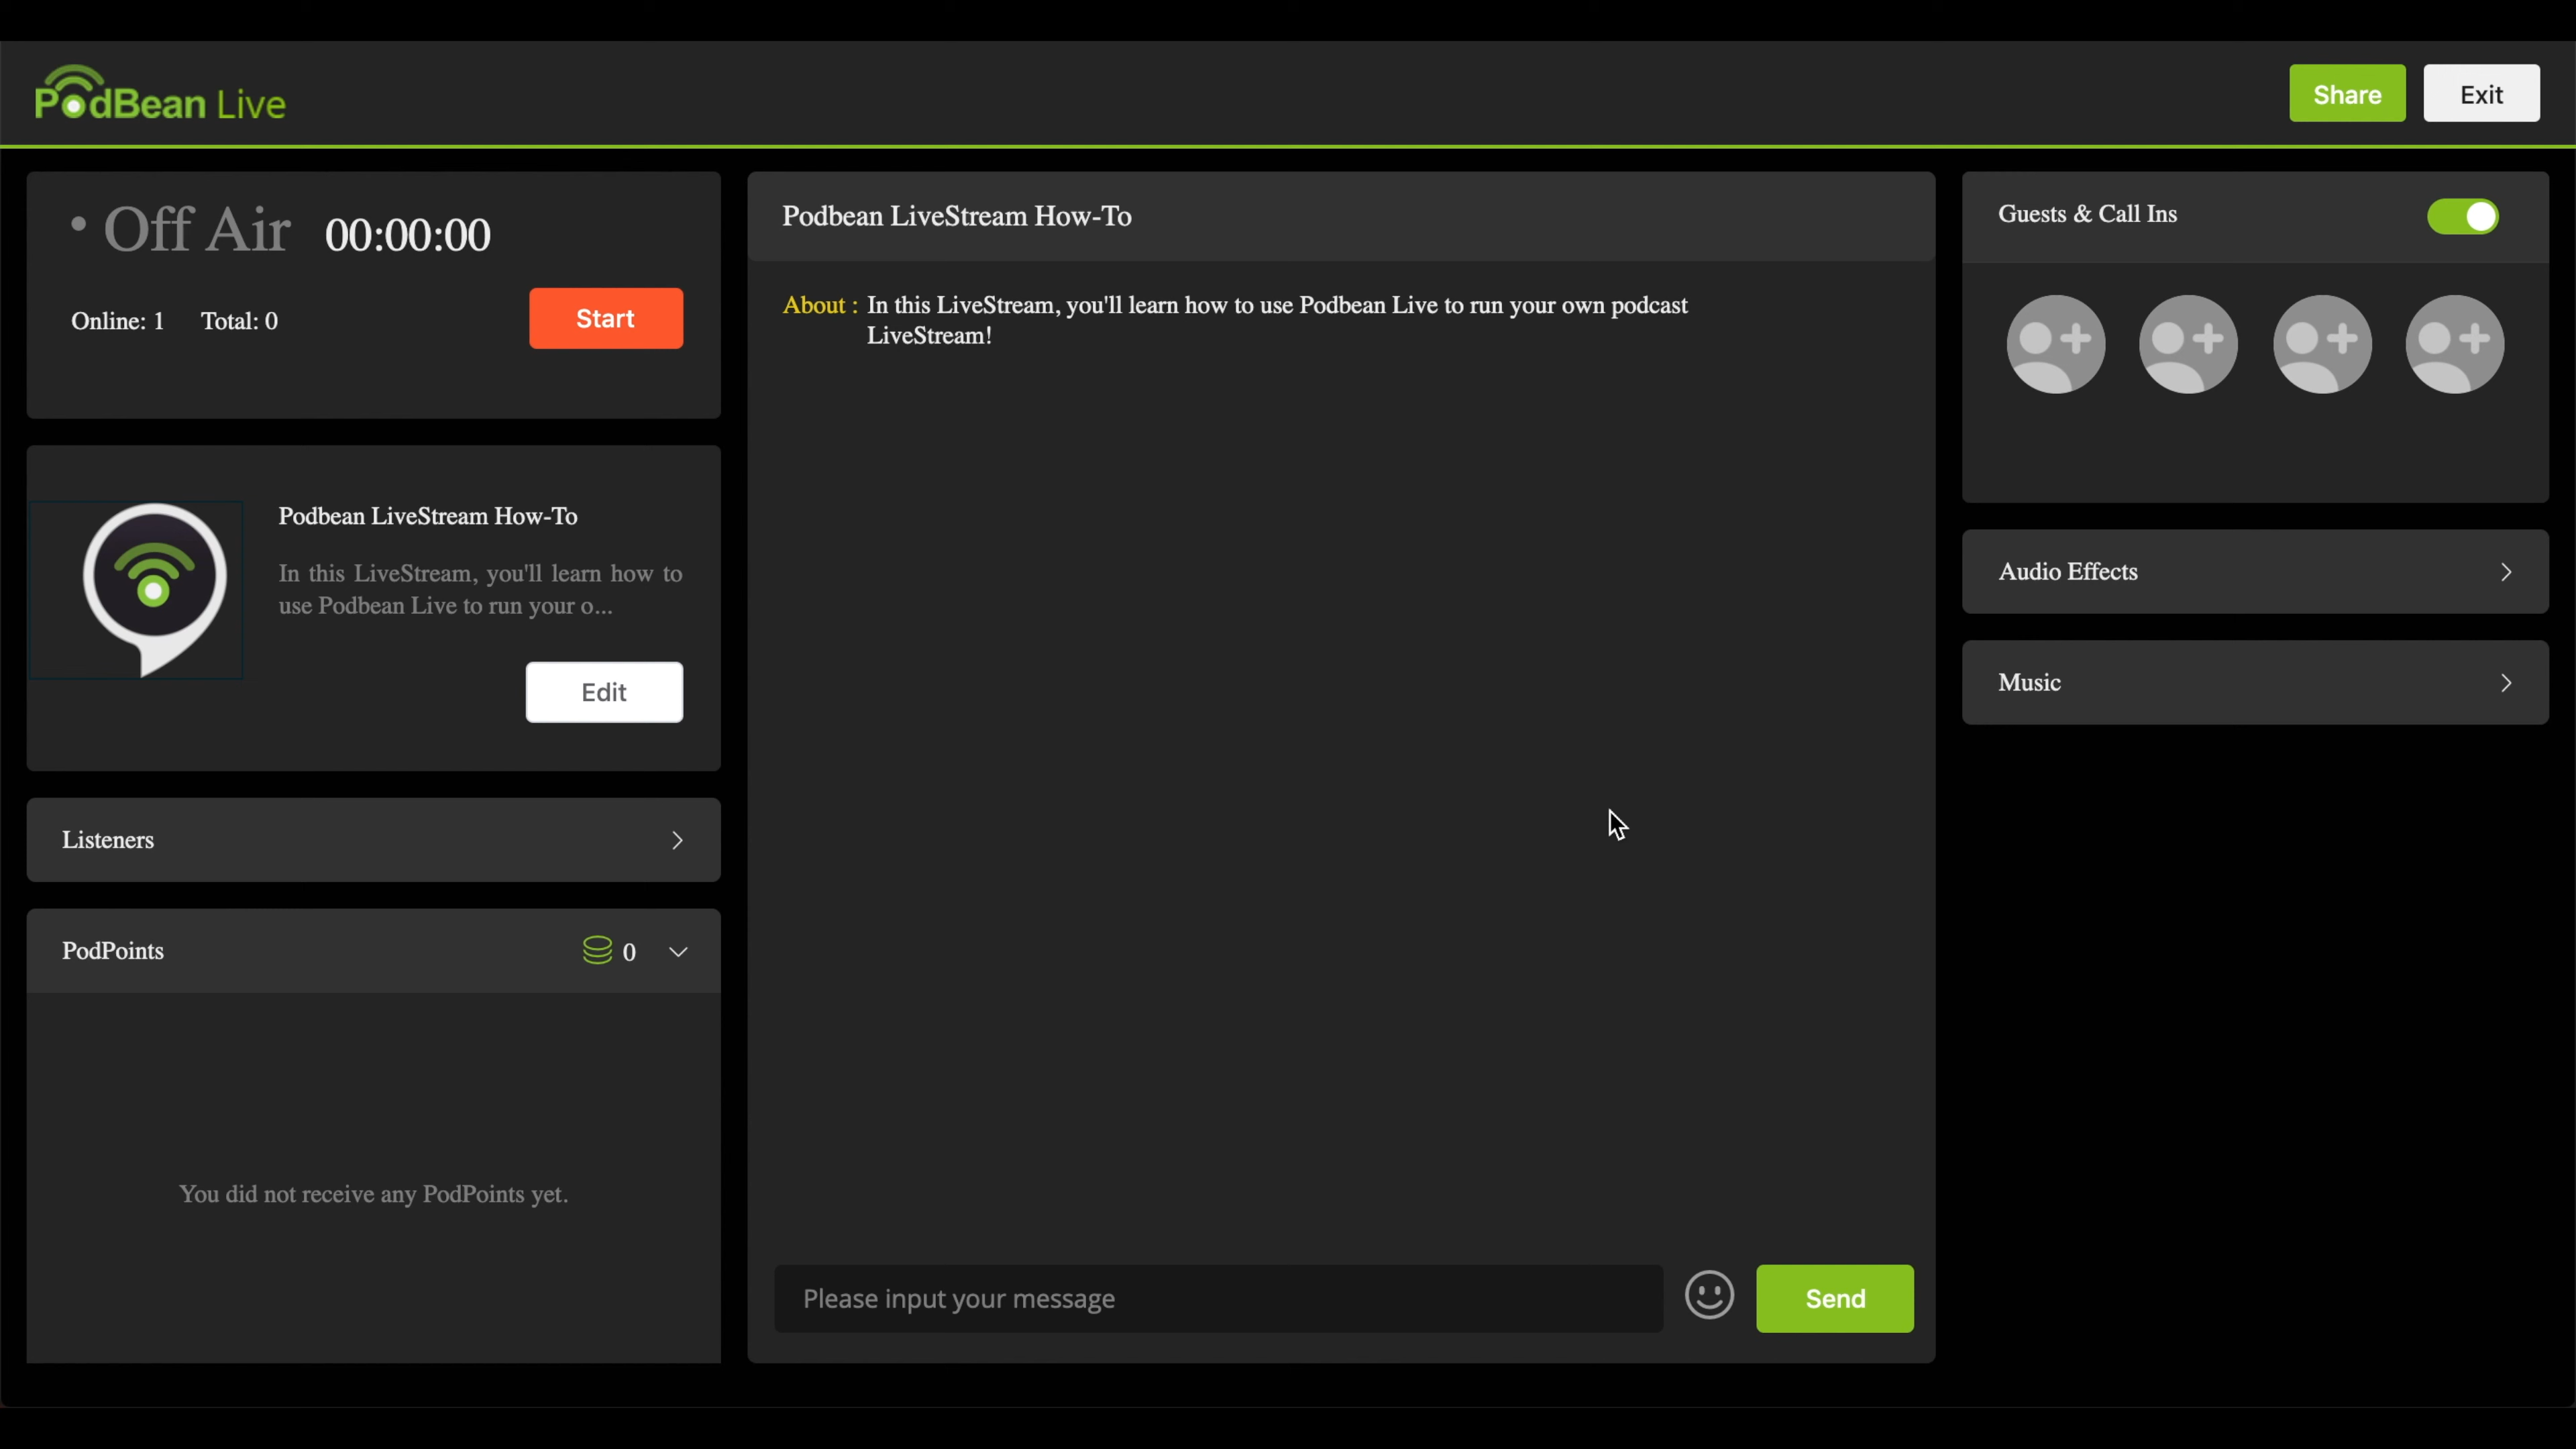 PodBean Live
Share
Exit
• Off Air 00:00:00
Online: 1 Total: 0
Start
Podbean LiveStream How-To
In this LiveStream, you'll learn how to
use Podbean Live to run your o...
Edit
Listeners
PodPoints
0
You did not receive any PodPoints yet.
Podbean LiveStream How-To
About : In this LiveStream, you'll learn how to use Podbean Live to run your own podcast
LiveStream!
Please input your message
Send
Guests & Call Ins
Audio Effects
Music